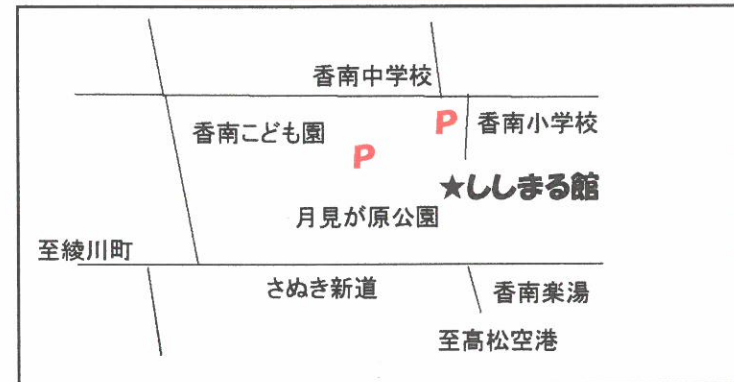 香南中学校
香南こども園
P
香南小学校
P
★ししまる館
月見が原公園
至綾川町
さぬき新道
香南楽湯
至高松空港